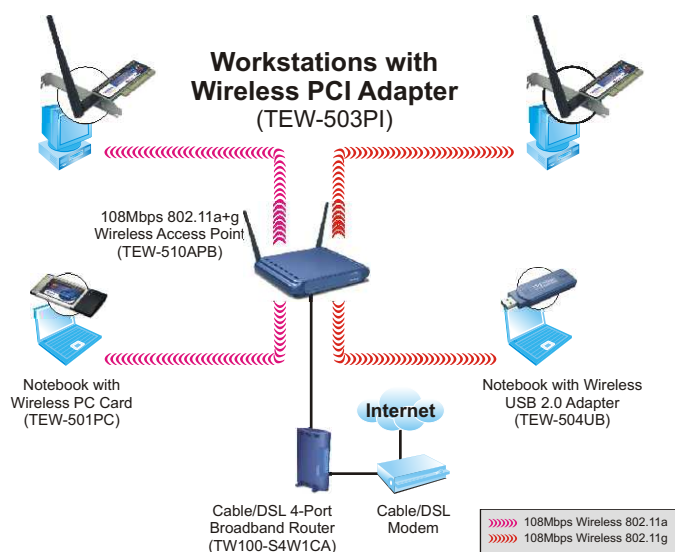 Workstations with
Wireless PCI Adapter
(TEW-503PI)
108Mbps 802.11a+g
Wireless Access Point
(TEW-510APB)
Notebook with
Wireless PC Card
(TEW-501PC)
Notebook with Wireless
USB 2.0 Adapter
(TEW-504UB)
Internet
Cable/DSL 4-Port
Broadband Router
(TW100-S4W1CA)
Cable/DSL
Modem
108Mbps Wireless 802.11a
108Mbps Wireless 802.11g